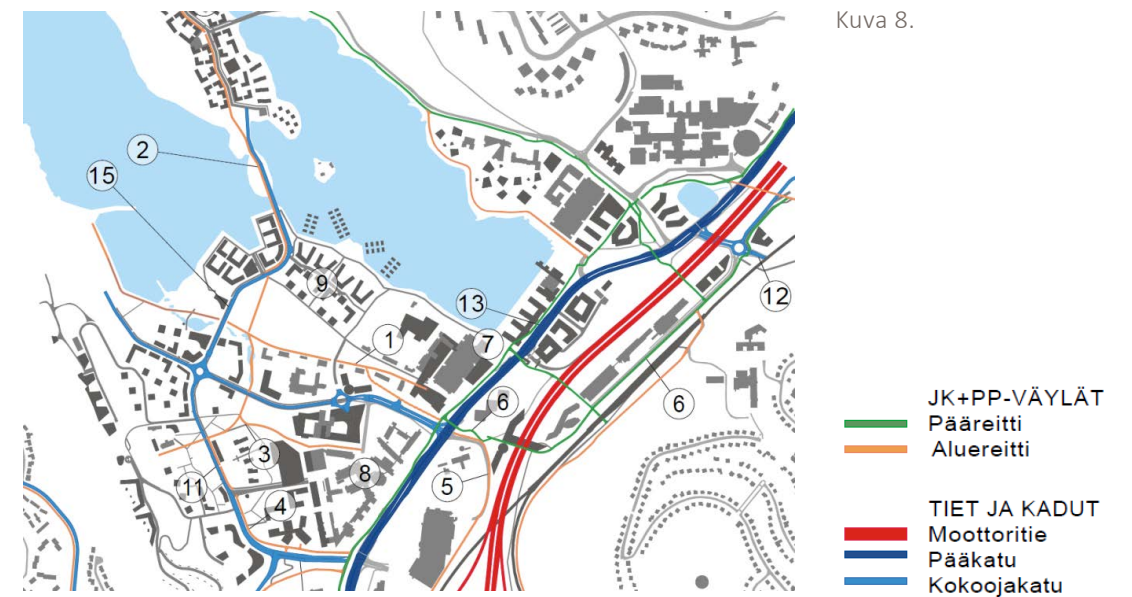 Kuva 8.
2
15
9
13
12
1
7
6
6
3
8
5
11
4
JK+PP-VÄYLÄT
Pääreitti
Aluereitti
TIET JA KADUT
Moottoritie
Pääkatu
Kokoojakatu